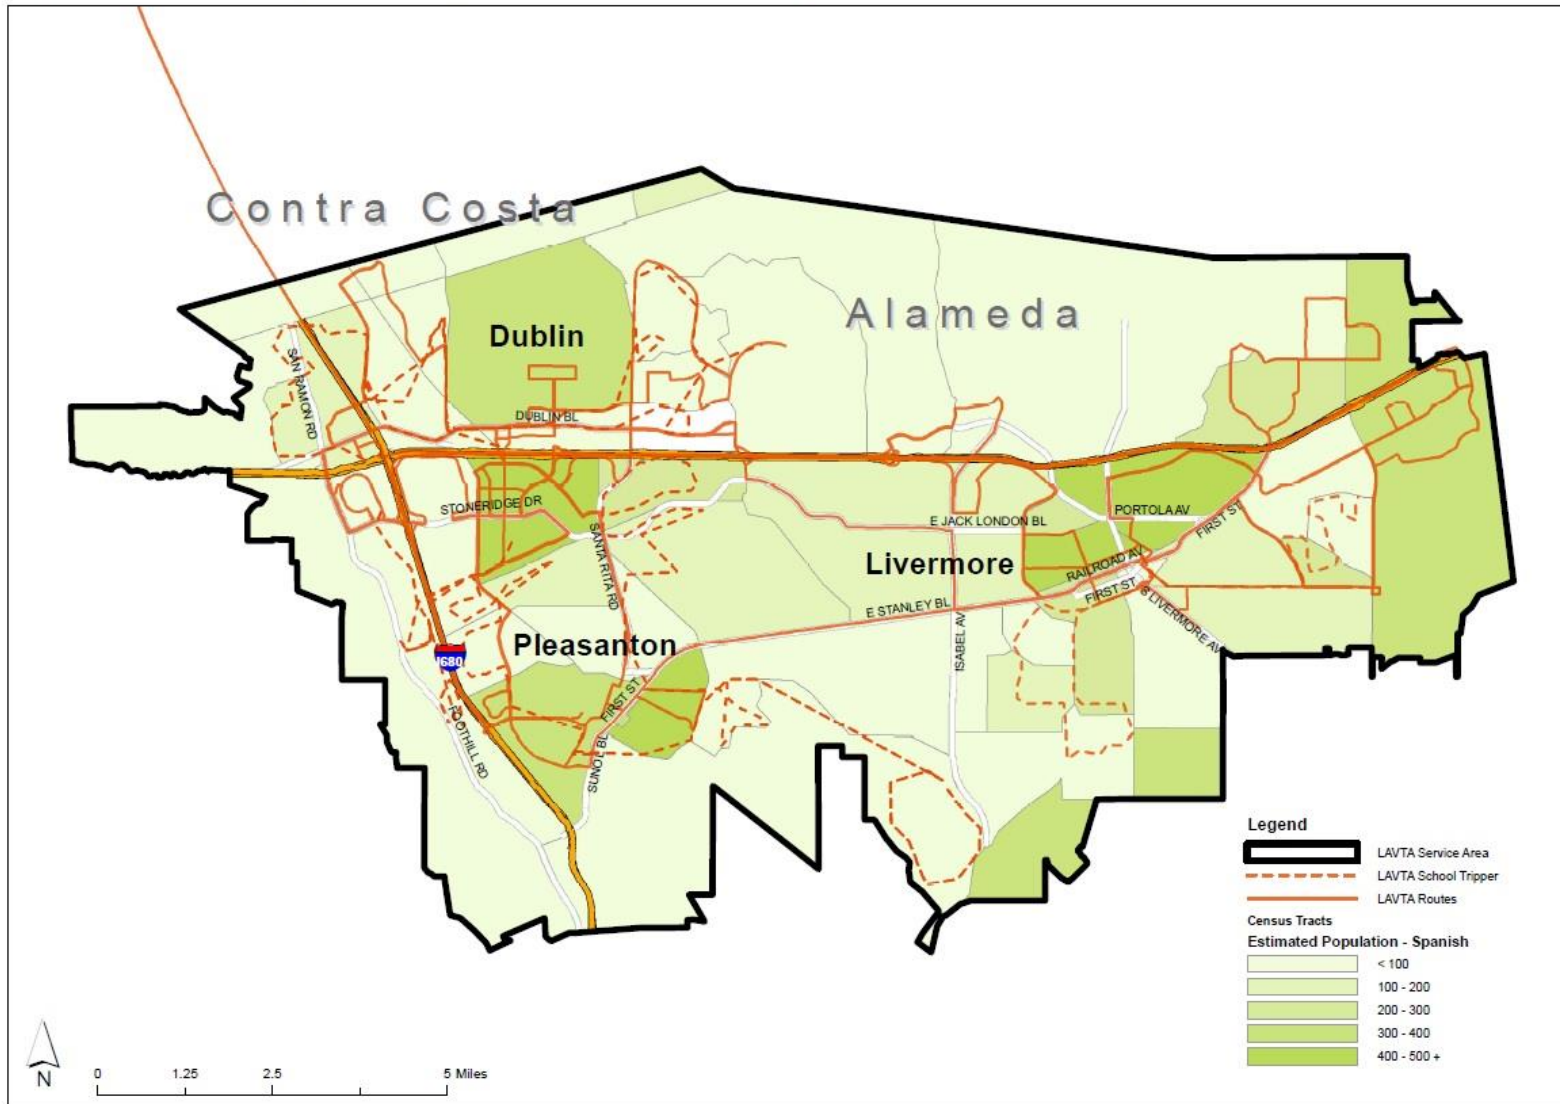 Contra Costa
Alameda
Dublin
SAN RAMON RD
DUBLIN BL
STONERIDGE DR
SANTA RITA RD
E JACK LONDON BL
PORTOLA AV
FIRST ST
Livermore
RAILROAD AV
FIRST ST
E STANLEY BL
S LIVERMORE AV
ISABEL AV
Pleasanton
I680
FIRST ST
FOOTHILL RD
SUNOL BL
Legend
LAVTA Service Area
LAVTA School Tripper
LAVTA Routes
Census Tracts
Estimated Population - Spanish
< 100
100 - 200
200 - 300
300 - 400
400 - 500 +
N
0 1.25 2.5 5 Miles